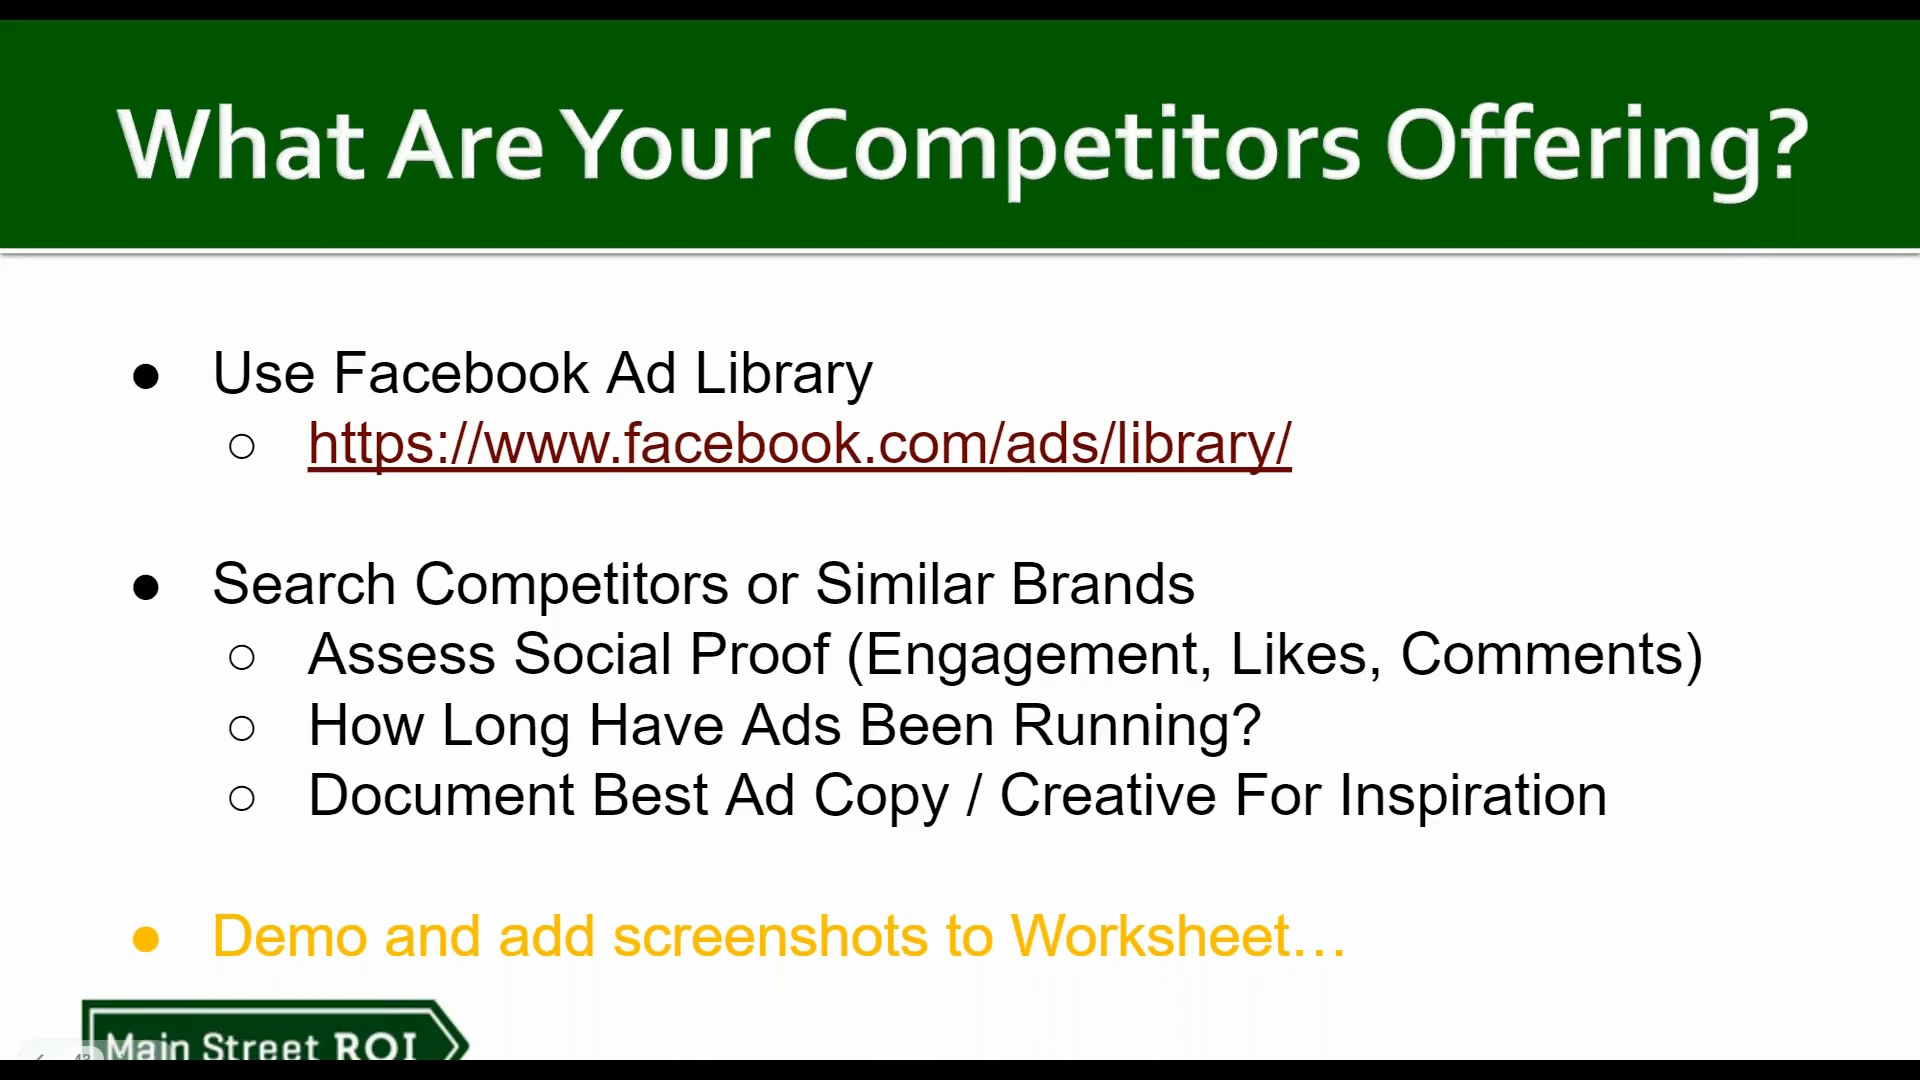 What Are Your Competitors Offering?
● Use Facebook Ad Library
○ https://www.facebook.com/ads/library/
● Search Competitors or Similar Brands
○ Assess Social Proof (Engagement, Likes, Comments)
○ How Long Have Ads Been Running?
○ Document Best Ad Copy / Creative For Inspiration
● Demo and add screenshots to Worksheet…
Main Street ROI